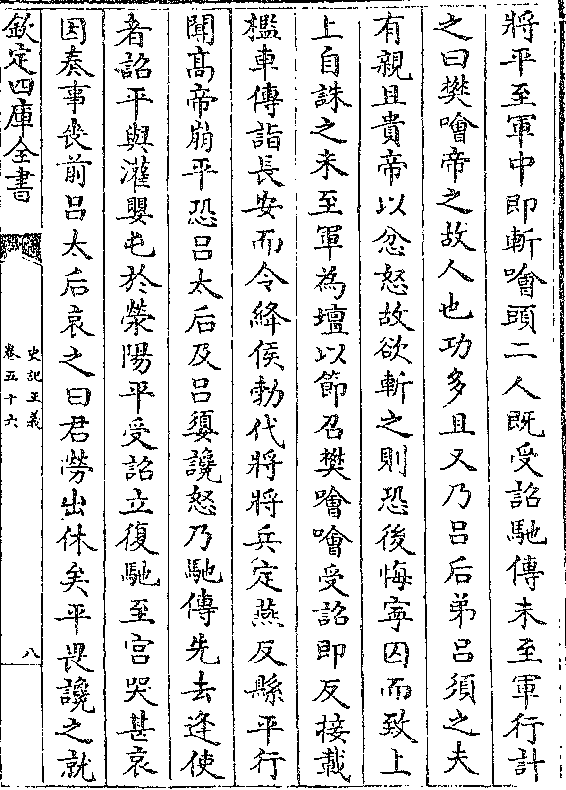 將平至軍中即斬噲頭二人既受詔馳傳未至軍行計
之曰樊噲帝之故人也功多且又乃呂后弟呂須之夫
有親且貴帝以忿怒故欲斬之則恐後悔寜囚而致上
上自誅之未至軍為壇以節召樊噲噲受詔即反接載
檻車傳詣長安而令絳侯勃代將將兵定燕反縣平行
聞髙帝崩平恐呂太后及呂嬃讒怒乃馳傳先去逢使
者詔平與灌嬰屯於滎陽平受詔立復馳至宮哭甚哀
因奏事喪前呂太后哀之曰君勞出休矣平畏讒之就
欽定四庫全書
史記正義
卷五十六
八